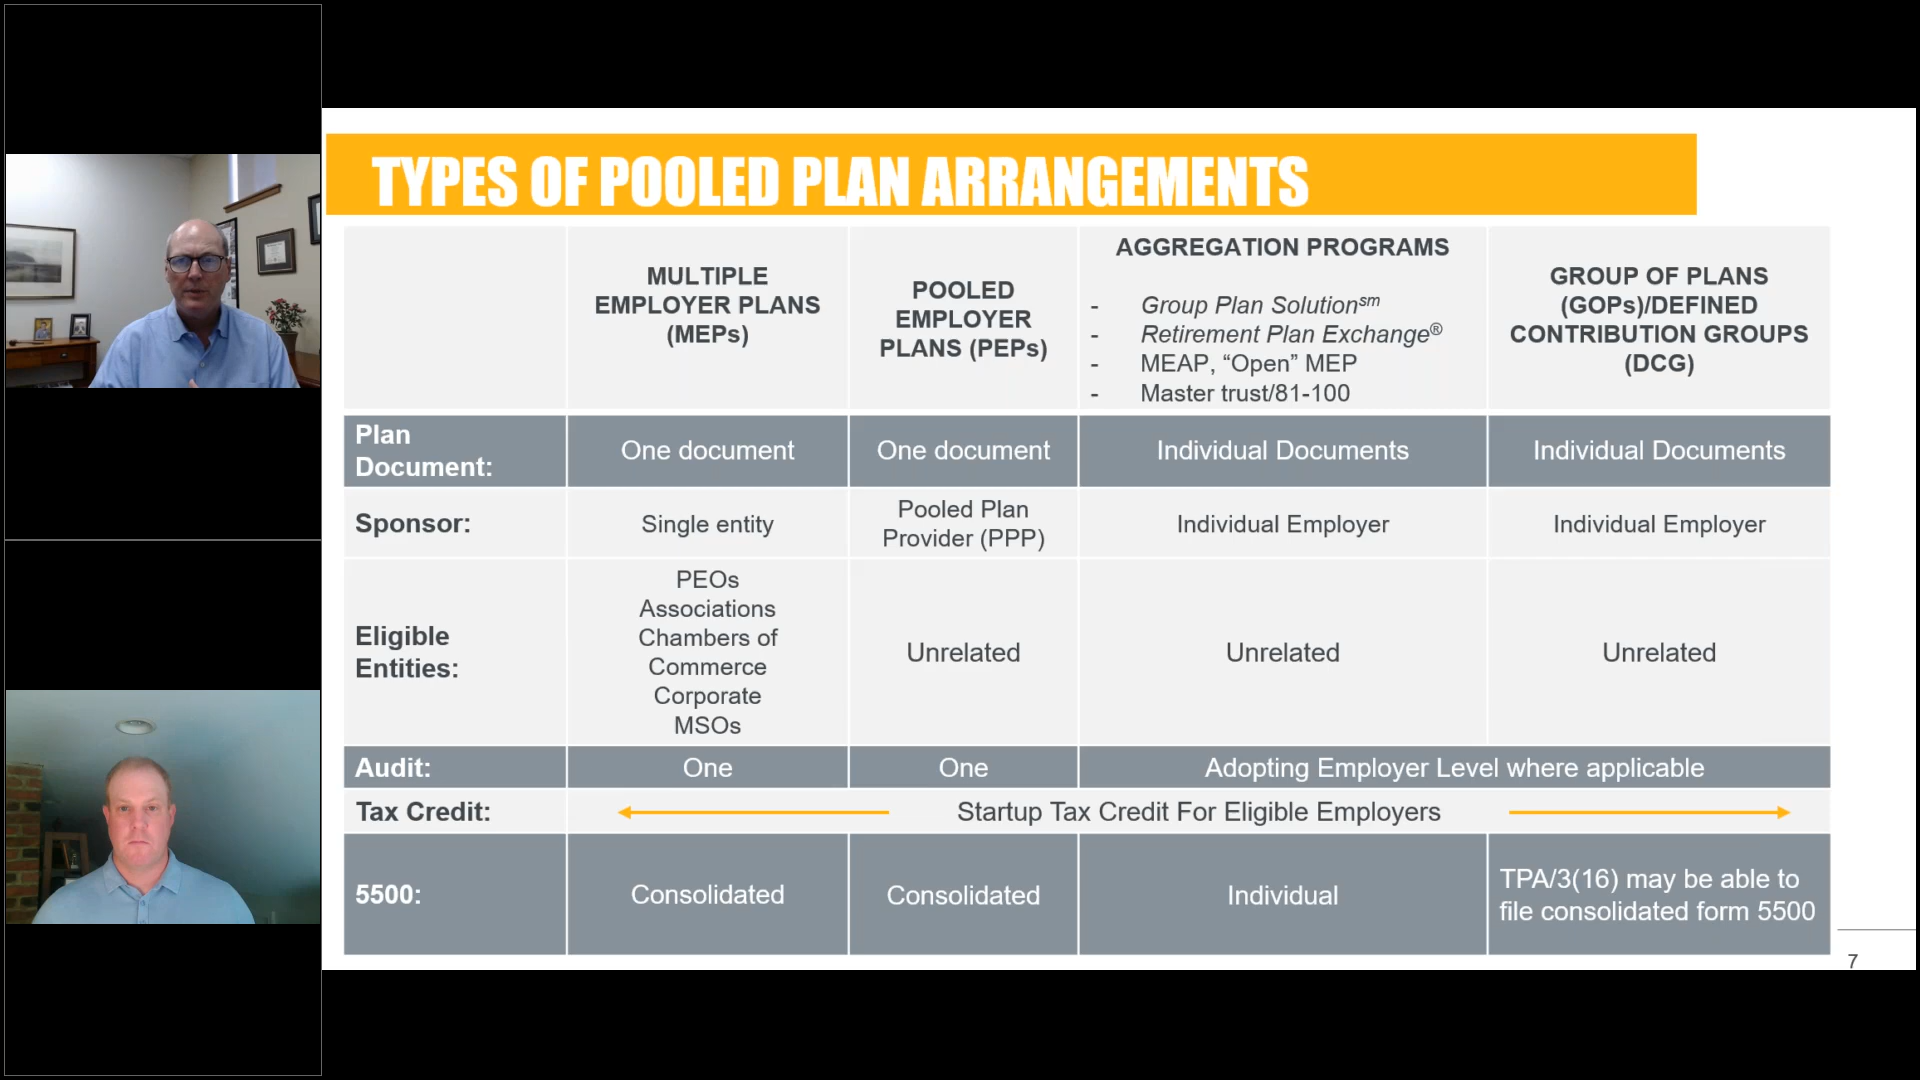 TYPES OF POOLED PLAN ARRANGEMENTS
MULTIPLE
EMPLOYER PLANS
(MEPs)
POOLED
EMPLOYER
PLANS (PEPs)
AGGREGATION PROGRAMS
- Group Plan Solutionsm
- Retirement Plan Exchange®
- MEAP, “Open” MEP
- Master trust/81-100
GROUP OF PLANS
(GOPs)/DEFINED
CONTRIBUTION GROUPS
(DCG)
Plan
Document:
One document
One document
Individual Documents
Individual Documents
Sponsor:
Single entity
Pooled Plan
Provider (PPP)
Individual Employer
Individual Employer
Eligible
Entities:
PEOs
Associations
Chambers of
Commerce
Corporate
MSOs
Unrelated
Unrelated
Unrelated
Audit:
One
One
Adopting Employer Level where applicable
Tax Credit:
Startup Tax Credit For Eligible Employers
5500:
Consolidated
Consolidated
Individual
TPA/3(16) may be able to
file consolidated form 5500
7